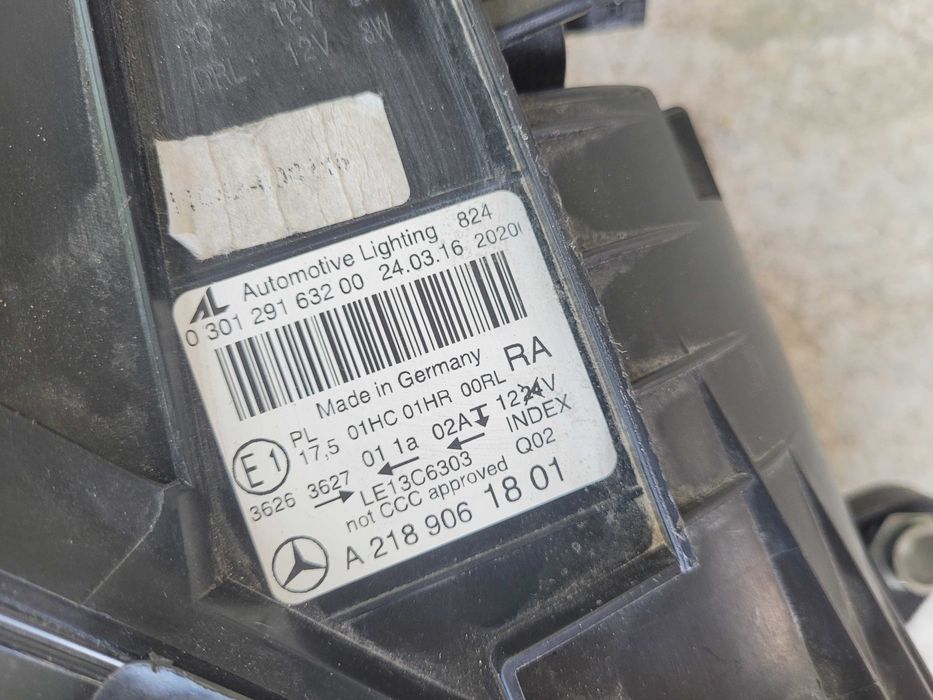 12V
DRL 12V 8W
AL Automotive Lighting 824
0 301 291 632 00 24.03.16 2020
Made in Germany RA
E1 PL 17,5 01HC 01HR 00RL
01 1a 02A 1224V
3626 3627 LE13C6303 INDEX
not CCC approved Q02
A 218 906 18 01